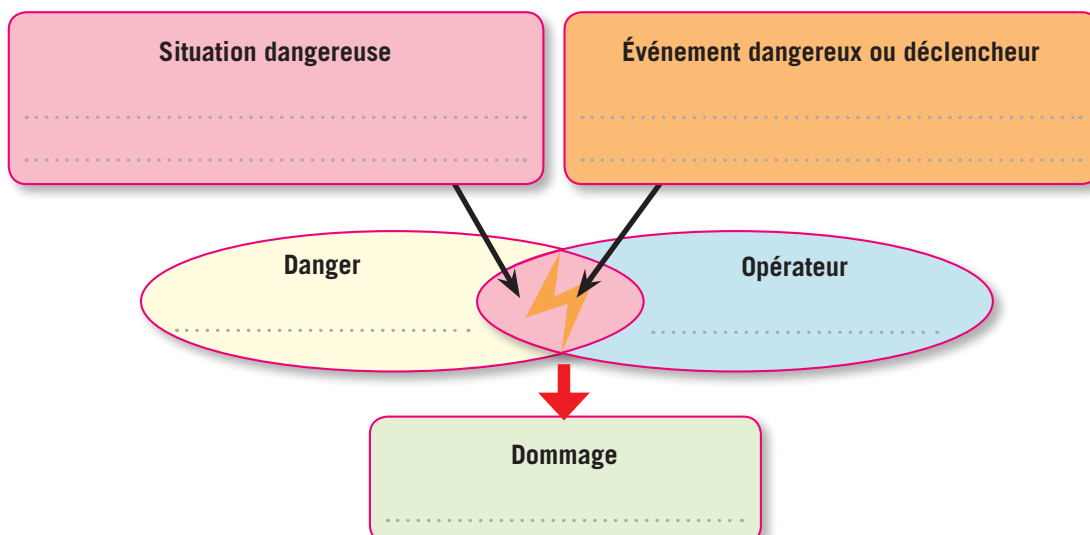 Situation dangereuse
Événement dangereux ou déclencheur
Danger
Opérateur
Dommage